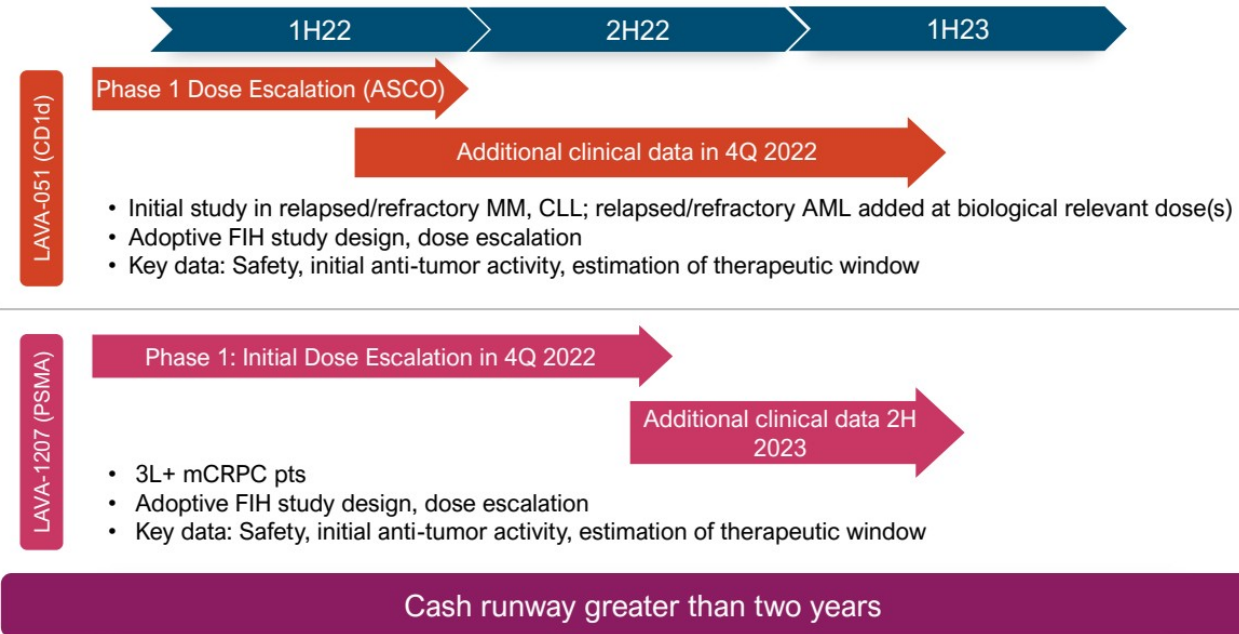 1H22
2H22
1H23
LAVA-051 (CD1d)
Phase 1 Dose Escalation (ASCO)
Additional clinical data in 4Q 2022
• Initial study in relapsed/refractory MM, CLL; relapsed/refractory AML added at biological relevant dose(s)
• Adoptive FIH study design, dose escalation
• Key data: Safety, initial anti-tumor activity, estimation of therapeutic window
LAVA-1207 (PSMA)
Phase 1: Initial Dose Escalation in 4Q 2022
Additional clinical data 2H
2023
• 3L+ mCRPC pts
• Adoptive FIH study design, dose escalation
• Key data: Safety, initial anti-tumor activity, estimation of therapeutic window
Cash runway greater than two years